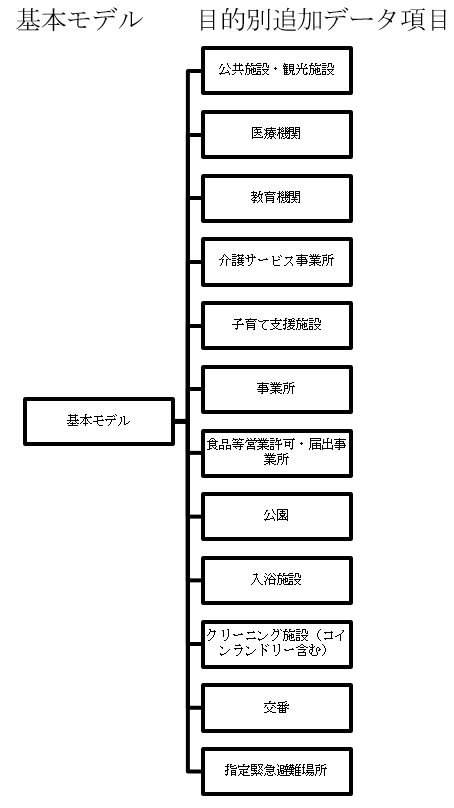 基本モデル
目的別追加データ項目
公共施設・観光施設
医療機関
教育機関
介護サービス事業所
子育て支援施設
事業所
基本モデル
食品等営業許可・届出事
業所
公園
入浴施設
クリーニング施設（コイ
ンランドリー含む）
交番
指定緊急避難場所